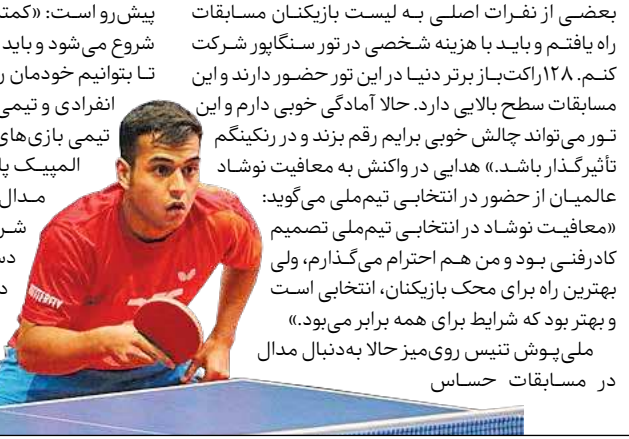 بعضی از نفرات اصلی به لیست بازیکنان مسابقات
راه یافتم و باید با هزینه شخصی در تور سنگاپور شرکت
کنم. ۱۲۸راکت‌باز برتر دنیا در این تور حضور دارند و این
مسابقات سطح بالایی دارد. حالا آمادگی خوبی دارم و این
تور می‌تواند چالش خوبی برایم رقم بزند و در رنکینگم
تأثیرگذار باشد.» هدایی در واکنش به معافیت نوشاد
عالمیان از حضور در انتخابی تیم‌ملی می‌گوید:
«معافیت نوشاد در انتخابی تیم‌ملی تصمیم
کادرفنی بود و من هم احترام می‌گذارم، ولی
بهترین راه برای محک بازیکنان، انتخابی است
و بهتر بود که شرایط برای همه برابر می‌بود.»
ملی‌پوش تنیس روی‌میز حالا به‌دنبال مدال
در مسابقات حساس
پیش‌رو است: «کمتر
شروع می‌شود و باید
تا بتوانیم خودمان ر
انفرادی و تیمی
تیمی بازی‌های
المپیک پا
مدال
شر